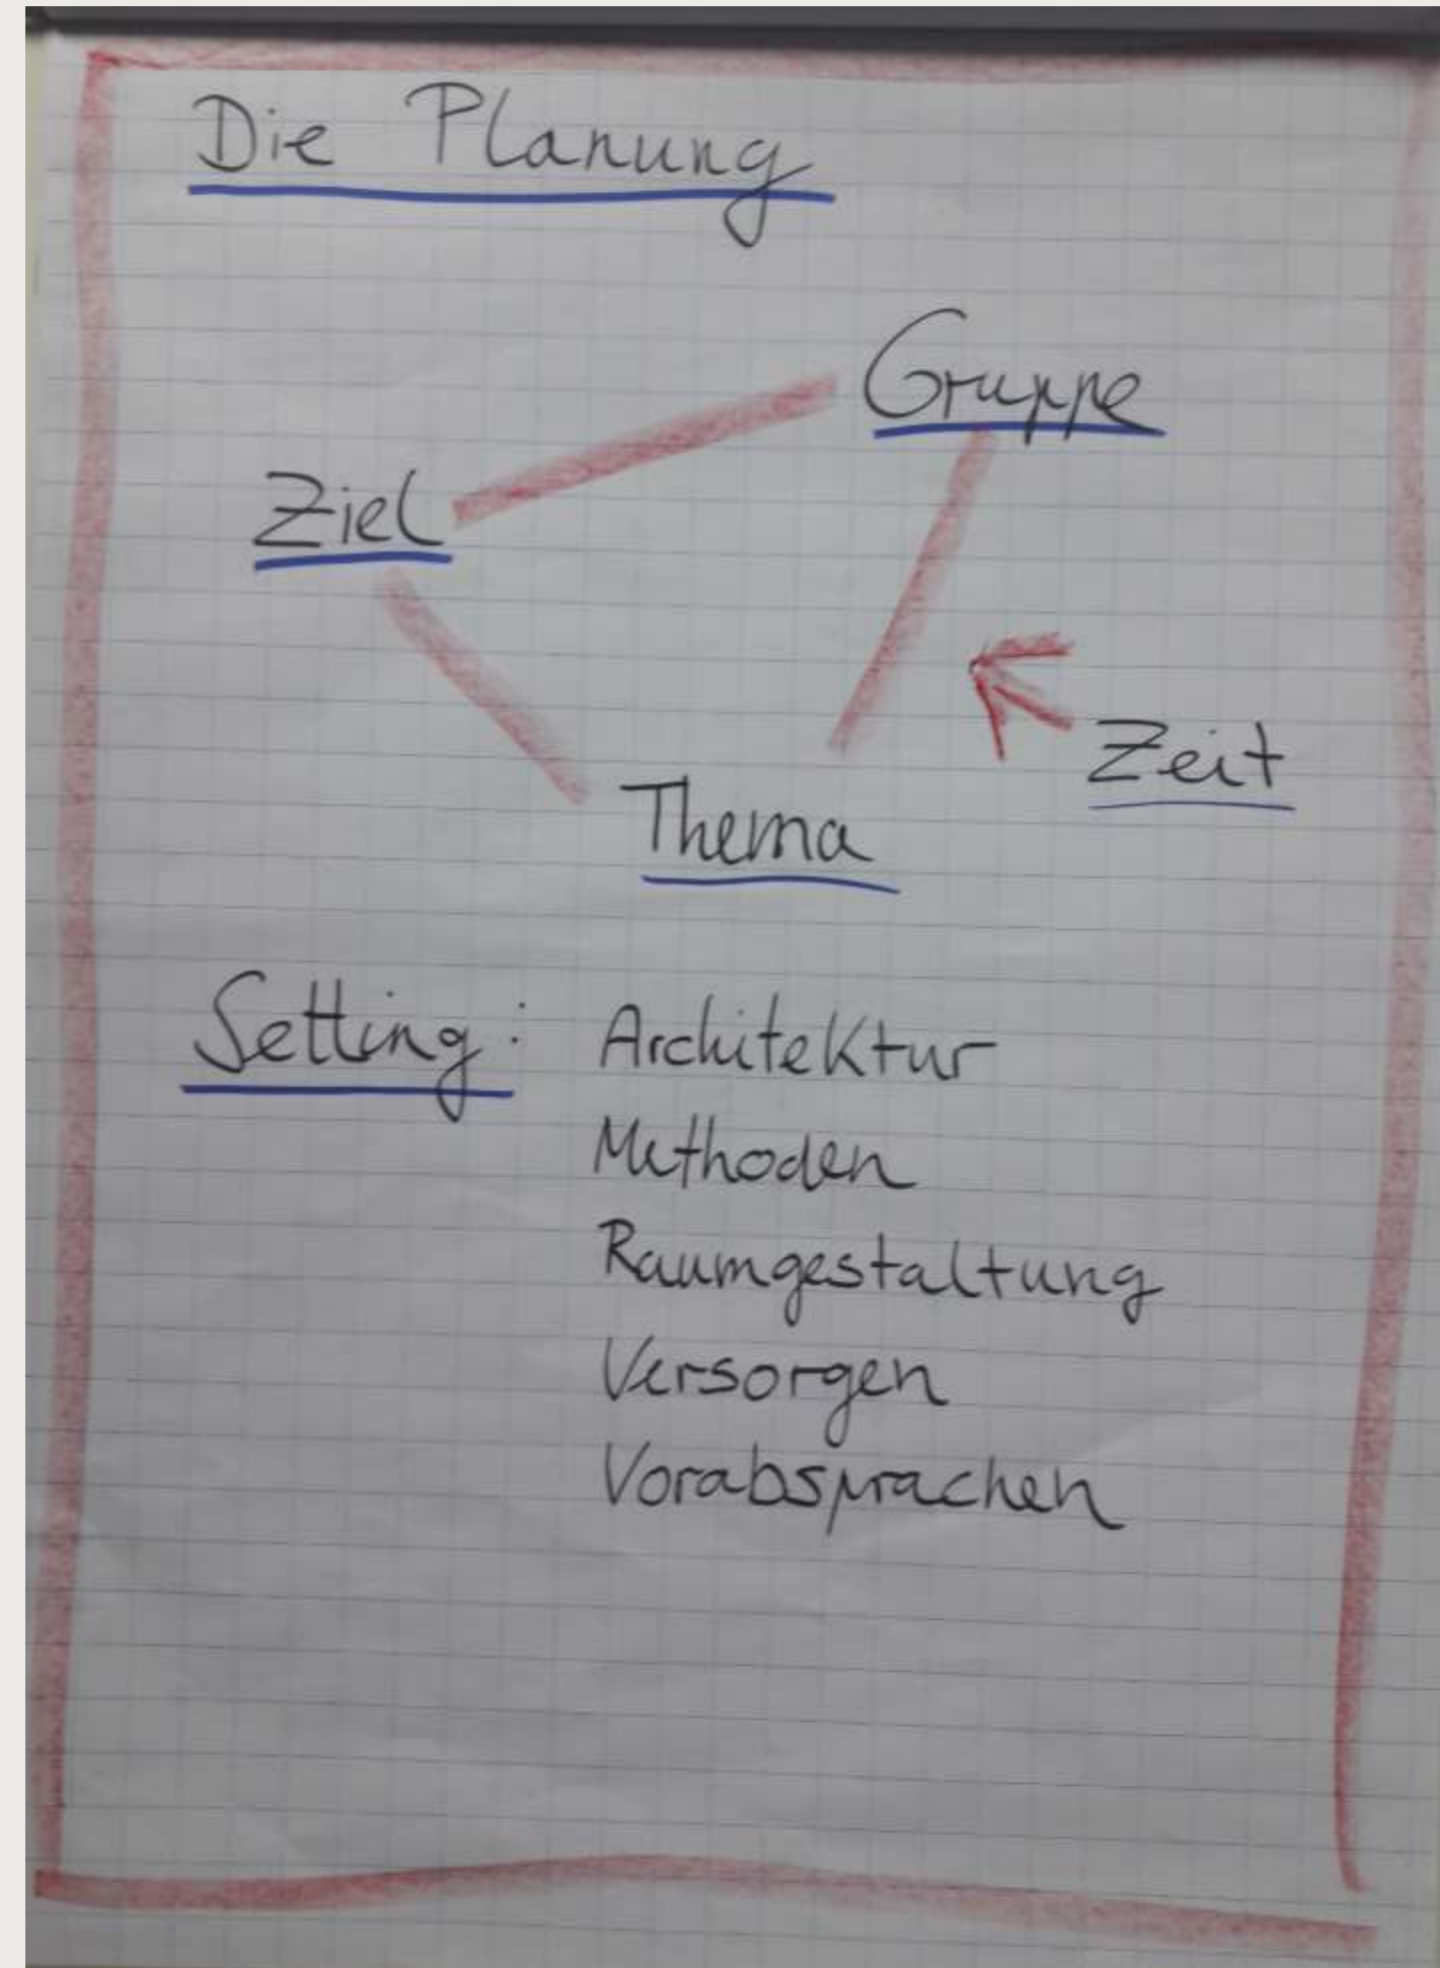 Die Planung
Gruppe
Ziel
Zeit
Thema
Setting: Architektur
Methoden
Raumgestaltung
Versorgen
Vorabsprachen